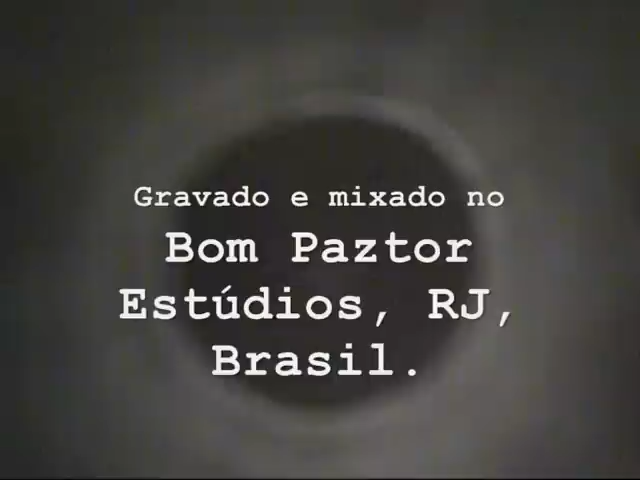 Gravado e mixado no
Bom Paztor
Estúdios, RJ,
Brasil.